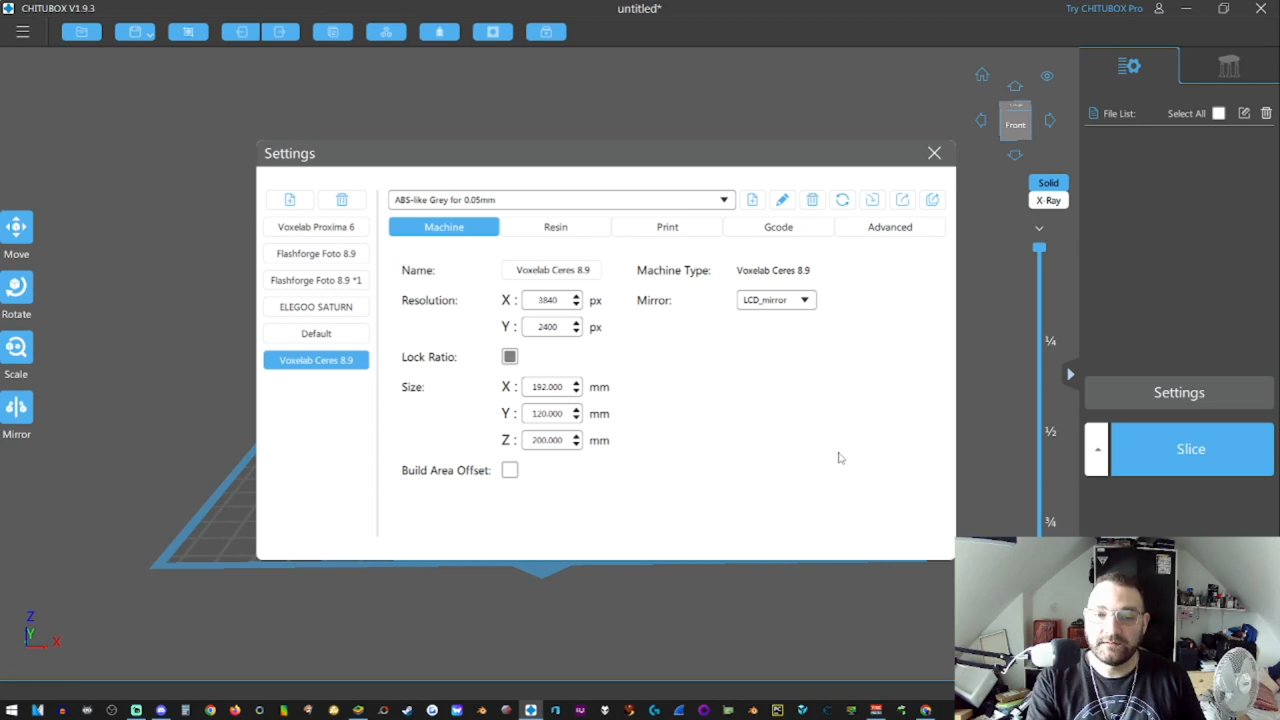 CHITUBOX V1.9.3
untitled*
Try CHITUBOX Pro
File List:
Select All
Front
Solid
X-Ray
Move
Rotate
Scale
Mirror
Settings
ABS-like Grey for 0.05mm
Voxelab Proxima 6
Flashforge Foto 8.9
Flashforge Foto 8.9 *1
ELEGOO SATURN
Default
Voxelab Ceres 8.9
Machine
Resin
Print
Gcode
Advanced
Name: Voxelab Ceres 8.9
Machine Type: Voxelab Ceres 8.9
Resolution: X : 3840 px
Mirror: LCD_mirror
Y : 2400 px
Lock Ratio:
Size: X : 192.000 mm
Y : 120.000 mm
Z : 200.000 mm
Build Area Offset:
¼
½
¾
Settings
Slice
Z
Y
X